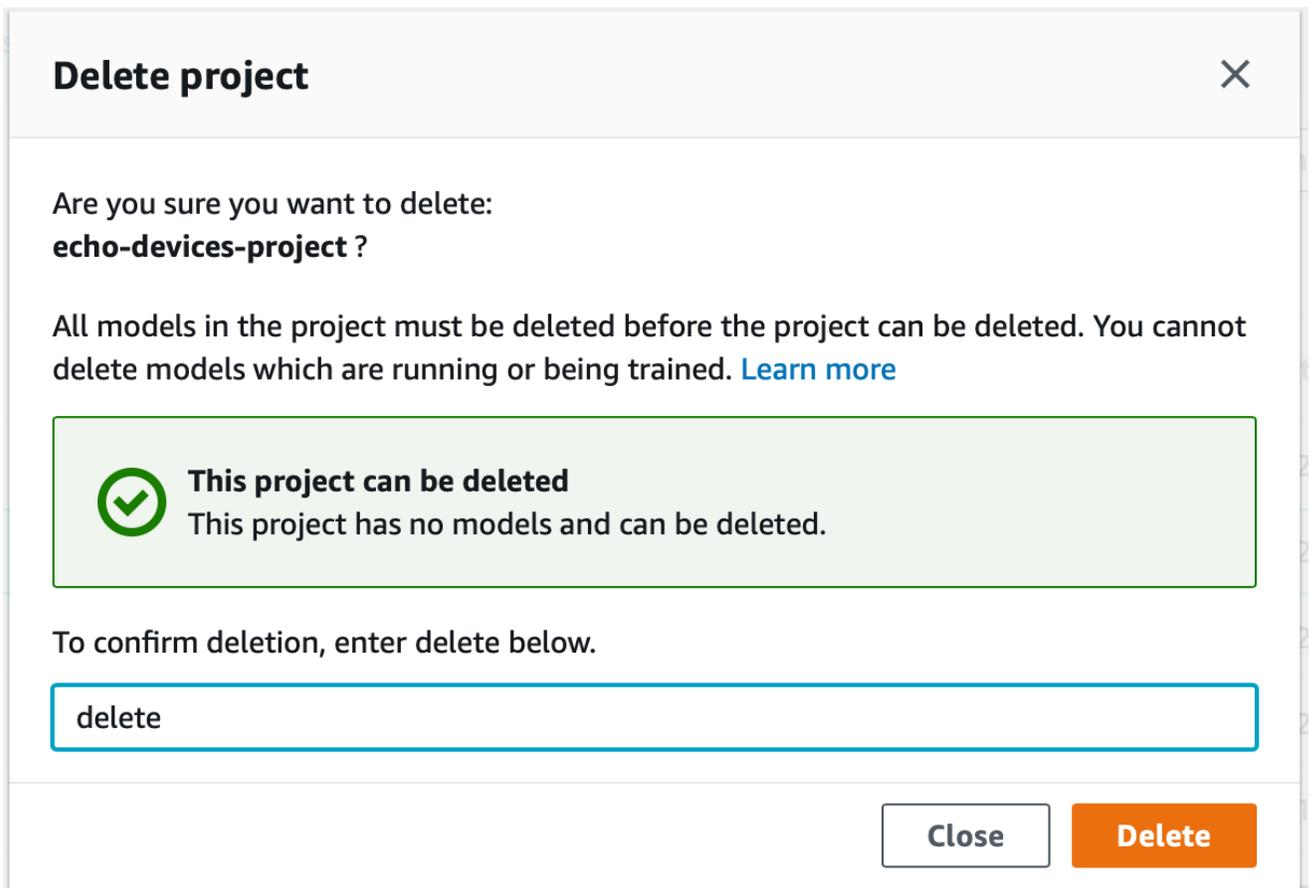 Delete project
Are you sure you want to delete:
echo-devices-project ?
All models in the project must be deleted before the project can be deleted. You cannot
delete models which are running or being trained. Learn more
This project can be deleted
This project has no models and can be deleted.
To confirm deletion, enter delete below.
delete
Close Delete